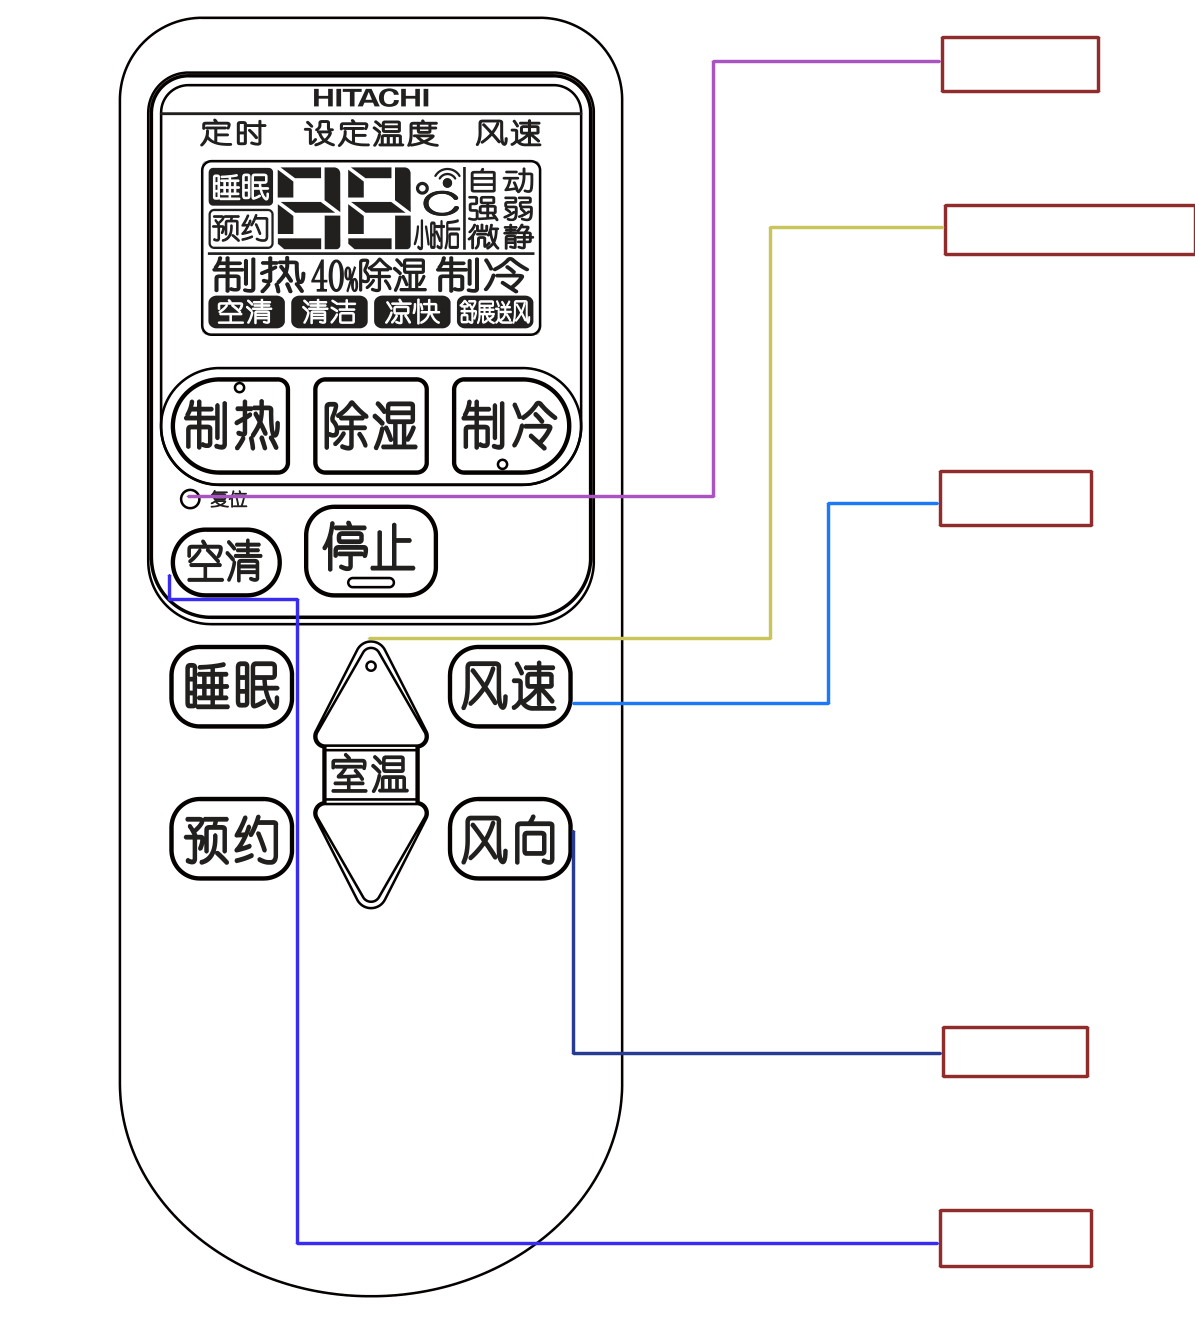 HITACHI
定时 设定温度 风速
睡眠 88 °C 自动
预约 小时后 强弱
微静
制热 40%除湿 制冷
空清 清洁 凉快 舒展送风
制热 除湿 制冷
复位
空清 停止
睡眠 风速
室温
预约 风向